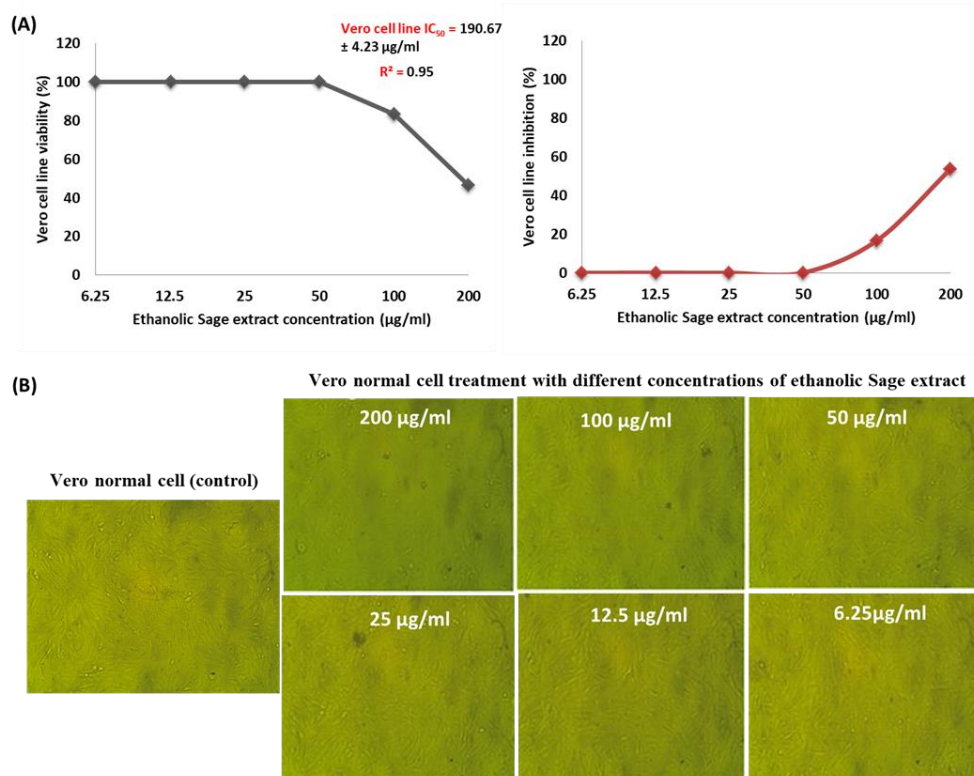 (A)
Vero cell line IC₅₀ = 190.67
± 4.23 µg/ml
R² = 0.95
120
100
80
60
40
20
0
6.25 12.5 25 50 100 200
Vero cell line viability (%)
Ethanolic Sage extract concentration (µg/ml)
120
100
80
60
40
20
0
6.25 12.5 25 50 100 200
Vero cell line inhibition (%)
Ethanolic Sage extract concentration (µg/ml)
(B)
Vero normal cell treatment with different concentrations of ethanolic Sage extract
Vero normal cell (control)
200 µg/ml
100 µg/ml
50 µg/ml
25 µg/ml
12.5 µg/ml
6.25µg/ml